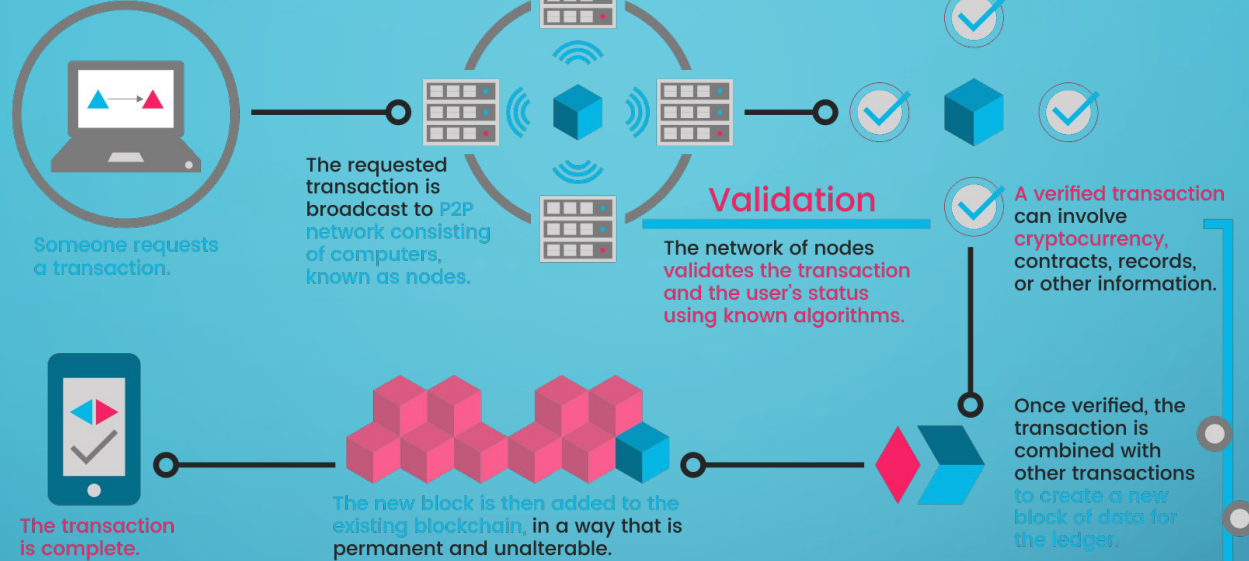 Someone requests
a transaction.
The requested
transaction is
broadcast to P2P
network consisting
of computers,
known as nodes.
Validation
The network of nodes
validates the transaction
and the user's status
using known algorithms.
A verified transaction
can involve
cryptocurrency,
contracts, records,
or other information.
Once verified, the
transaction is
combined with
other transactions
to create a new
block of data for
the ledger.
The new block is then added to the
existing blockchain, in a way that is
permanent and unalterable.
The transaction
is complete.